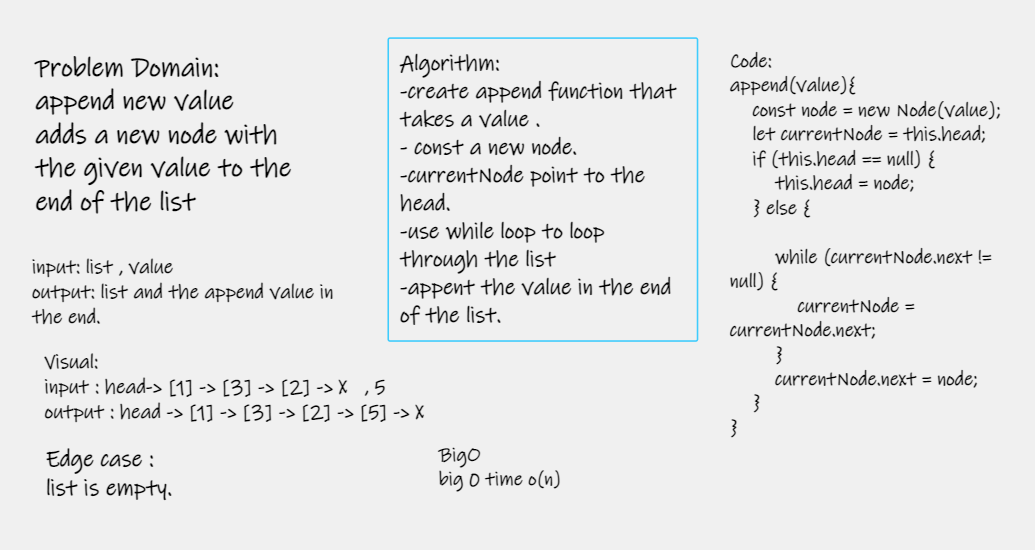 Problem Domain:
append new value
adds a new node with
the given value to the
end of the list
input: list , value
output: list and the append value in
the end.
Visual:
input : head-> [1] -> [3] -> [2] -> X , 5
output : head -> [1] -> [3] -> [2] -> [5] -> X
Edge case :
list is empty.
Algorithm:
-create append function that
takes a value .
- const a new node.
-currentNode point to the
head.
-use while loop to loop
through the list
-appent the value in the end
of the list.
BigO
big O time o(n)
Code:
append(value){
const node = new Node(value);
let currentNode = this.head;
if (this.head == null) {
this.head = node;
} else {
while (currentNode.next !=
null) {
currentNode =
currentNode.next;
}
currentNode.next = node;
}
}